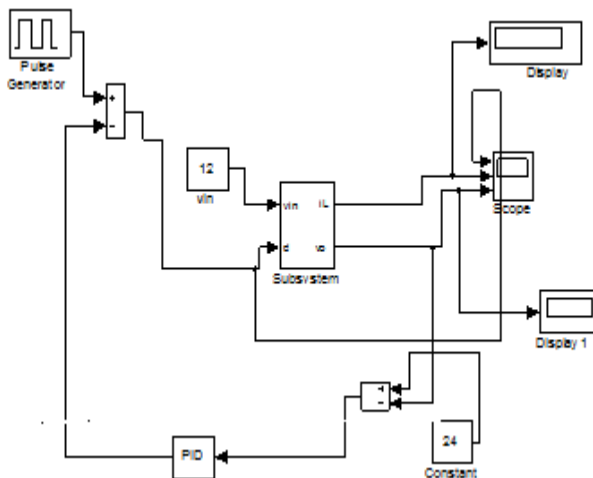 Pulse
Generator
+
-
Display
12
vin
vin
iL
d
vo
Subsystem
Scope
Display 1
+
-
PID
24
Constant